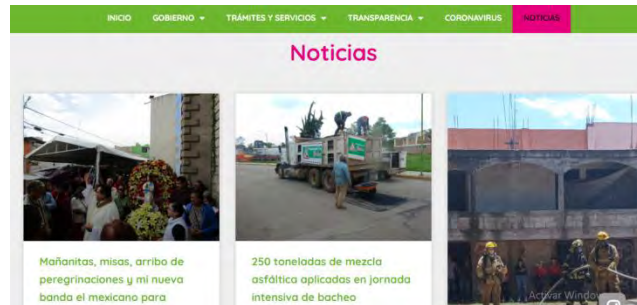 INICIO GOBIERNO TRÁMITES Y SERVICIOS TRANSPARENCIA CORONAVIRUS NOTICIAS
Noticias
Mañanitas, misas, arribo de
peregrinaciones y mi nueva
banda el mexicano para
250 toneladas de mezcla
asfáltica aplicadas en jornada
intensiva de bacheo
Activar Window